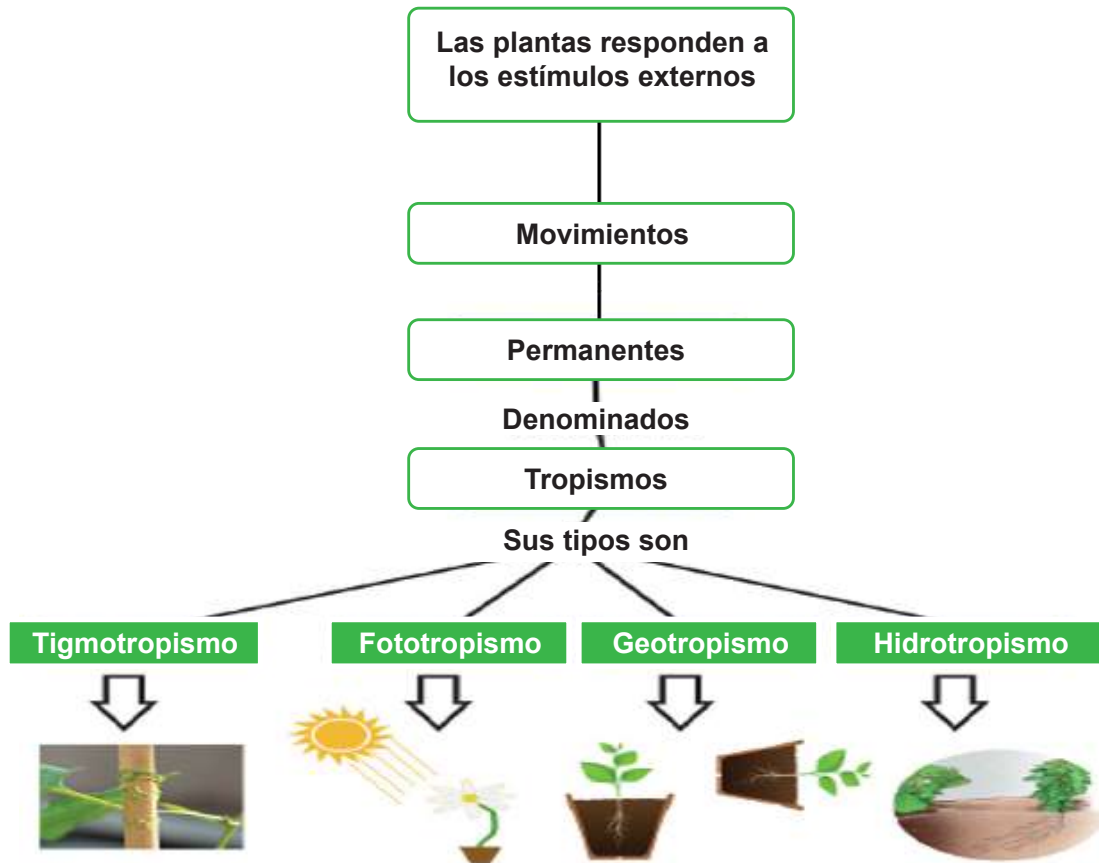 Las plantas responden a
los estímulos externos
Movimientos
Permanentes
Denominados
Tropismos
Sus tipos son
Tigmotropismo
Fototropismo
Geotropismo
Hidrotropismo